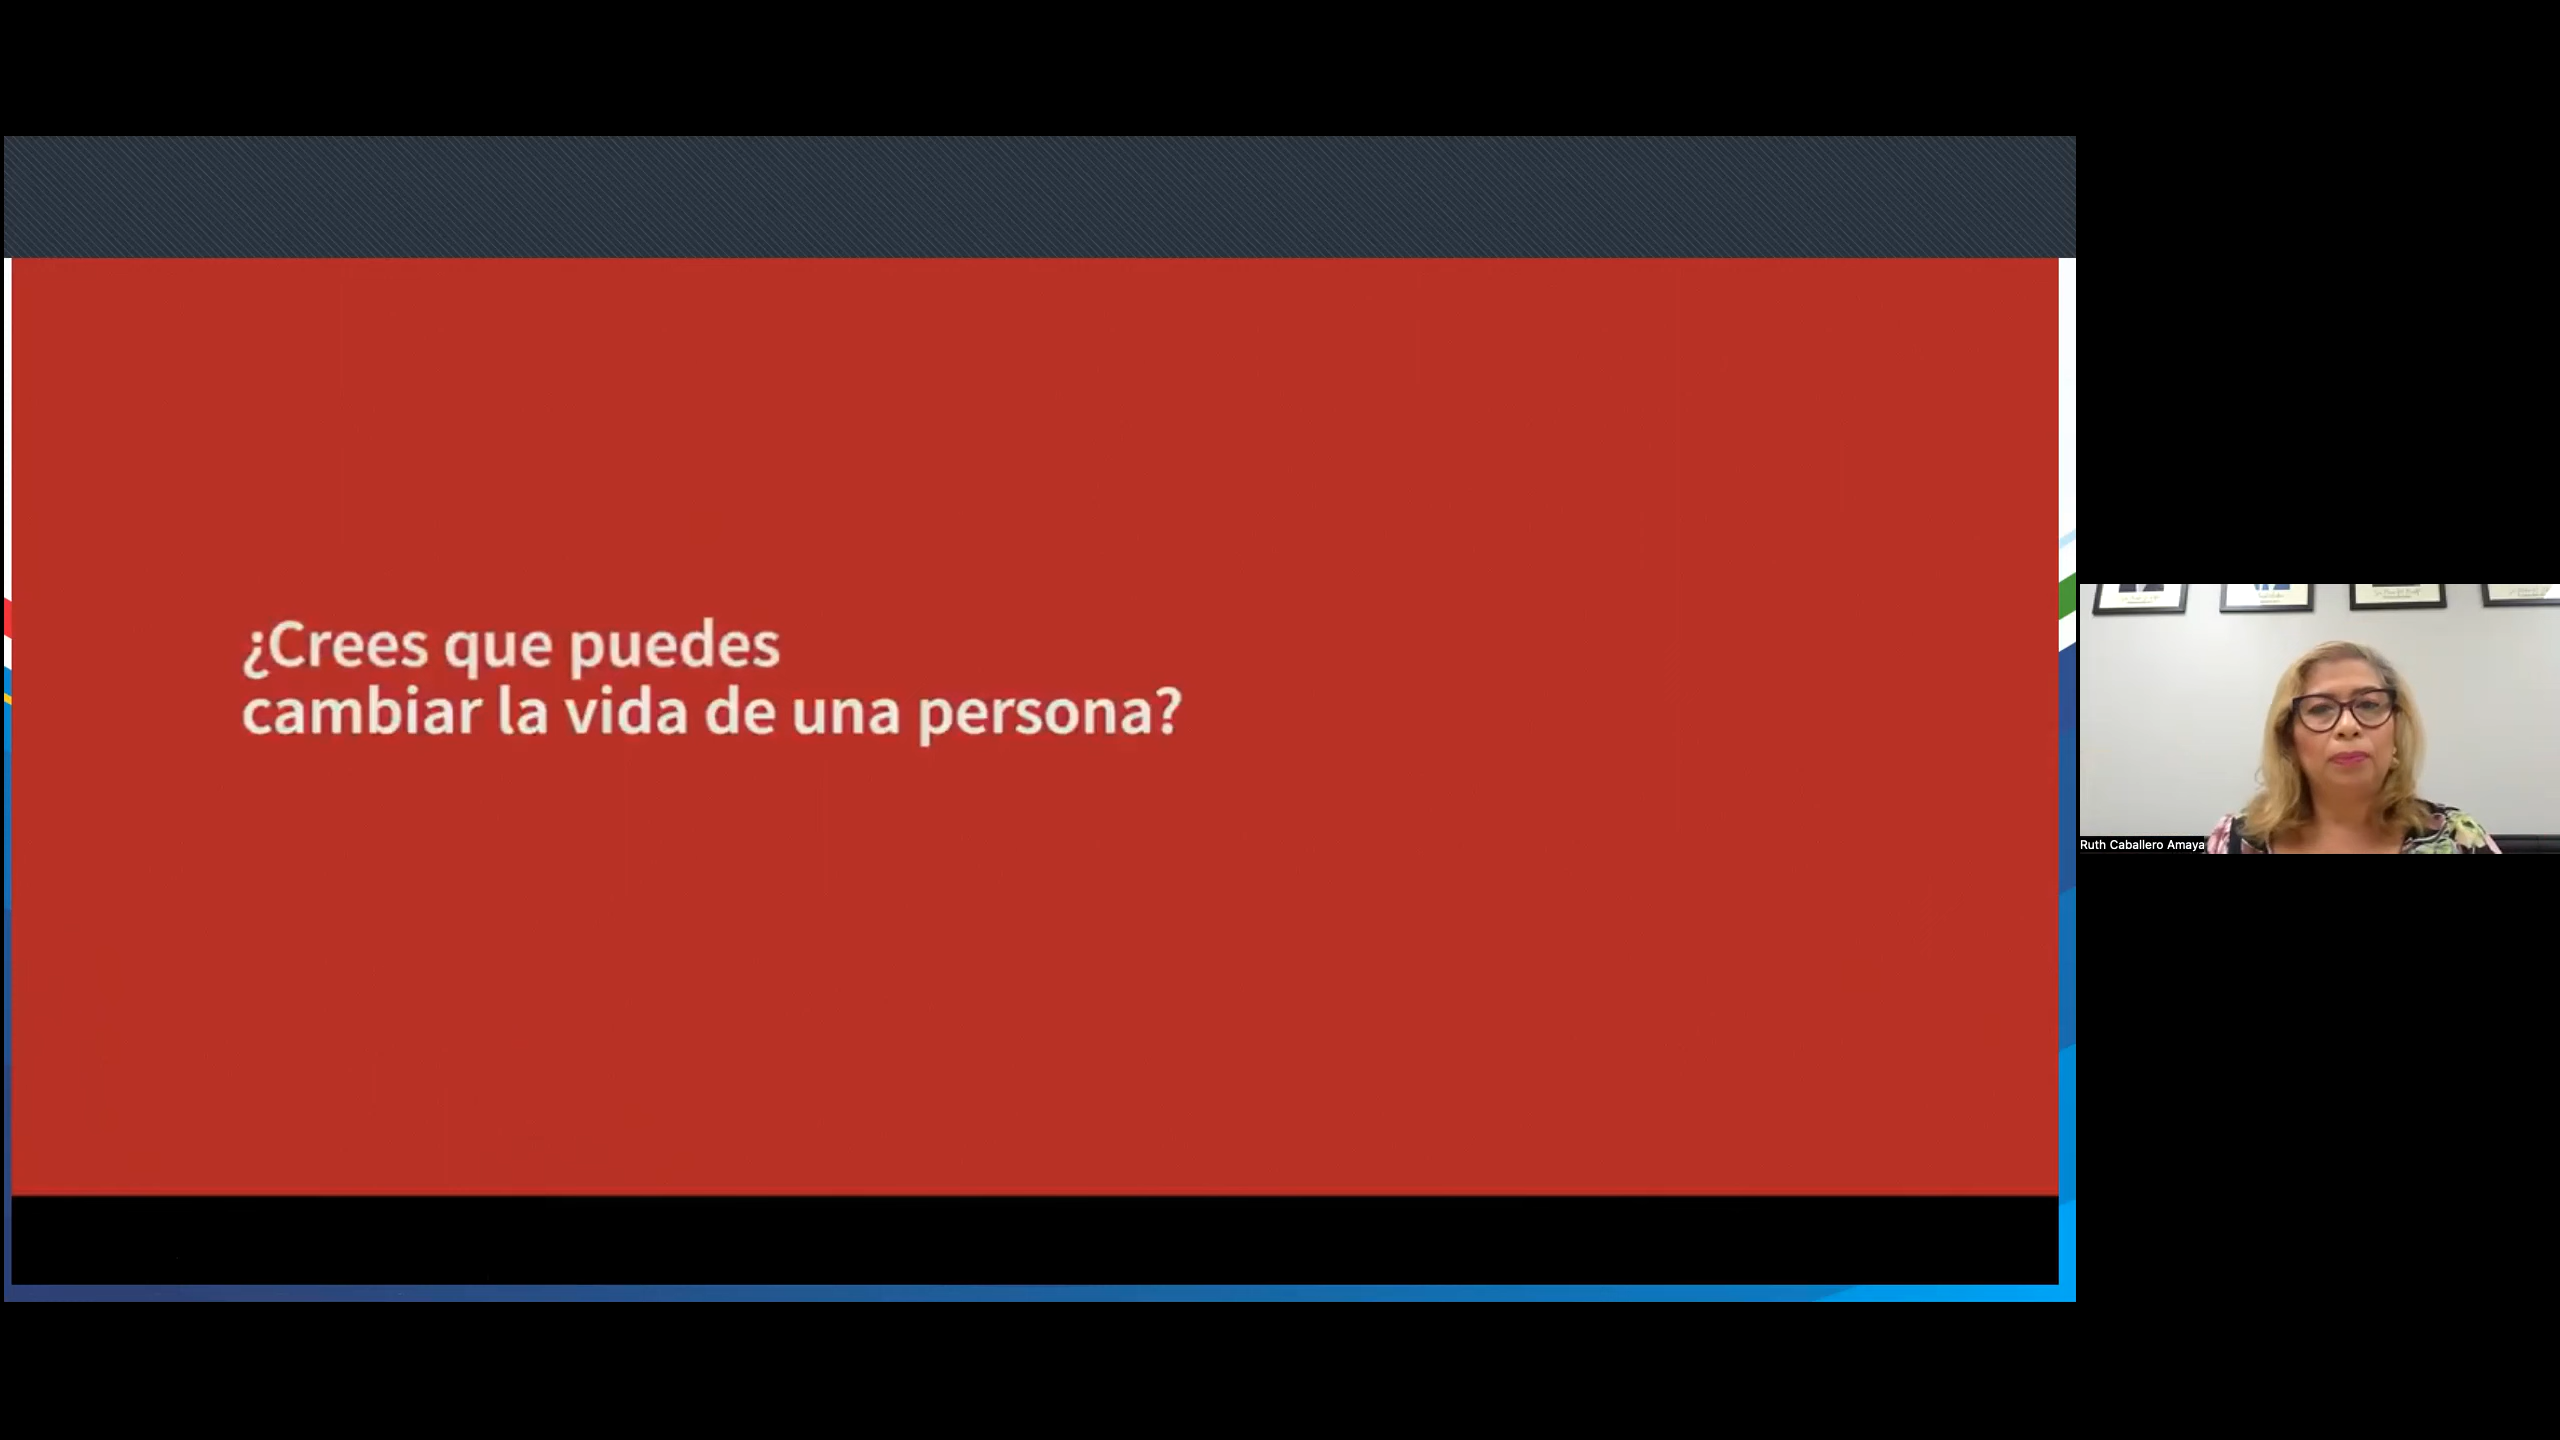 ¿Crees que puedes
cambiar la vida de una persona?
Ruth Caballero Amaya